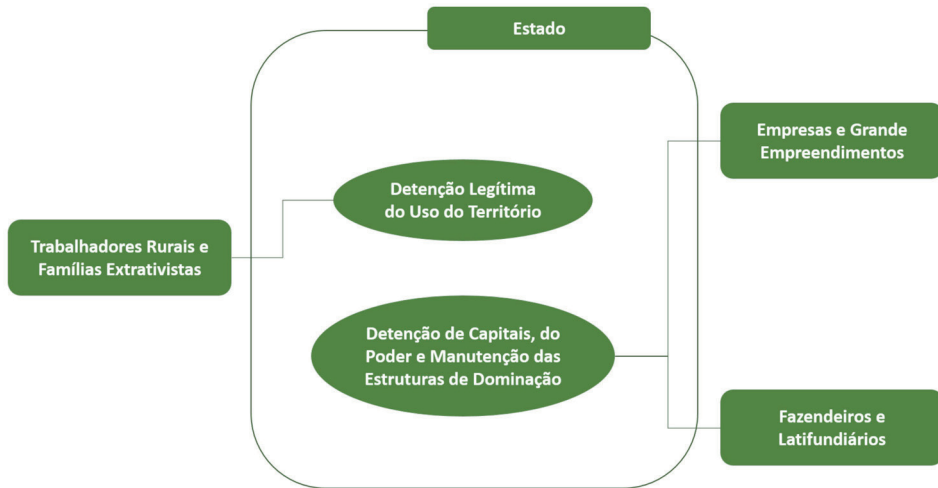 Estado
Empresas e Grande
Empreendimentos
Detenção Legítima
do Uso do Território
Trabalhadores Rurais e
Famílias Extrativistas
Detenção de Capitais, do
Poder e Manutenção das
Estruturas de Dominação
Fazendeiros e
Latifundiários